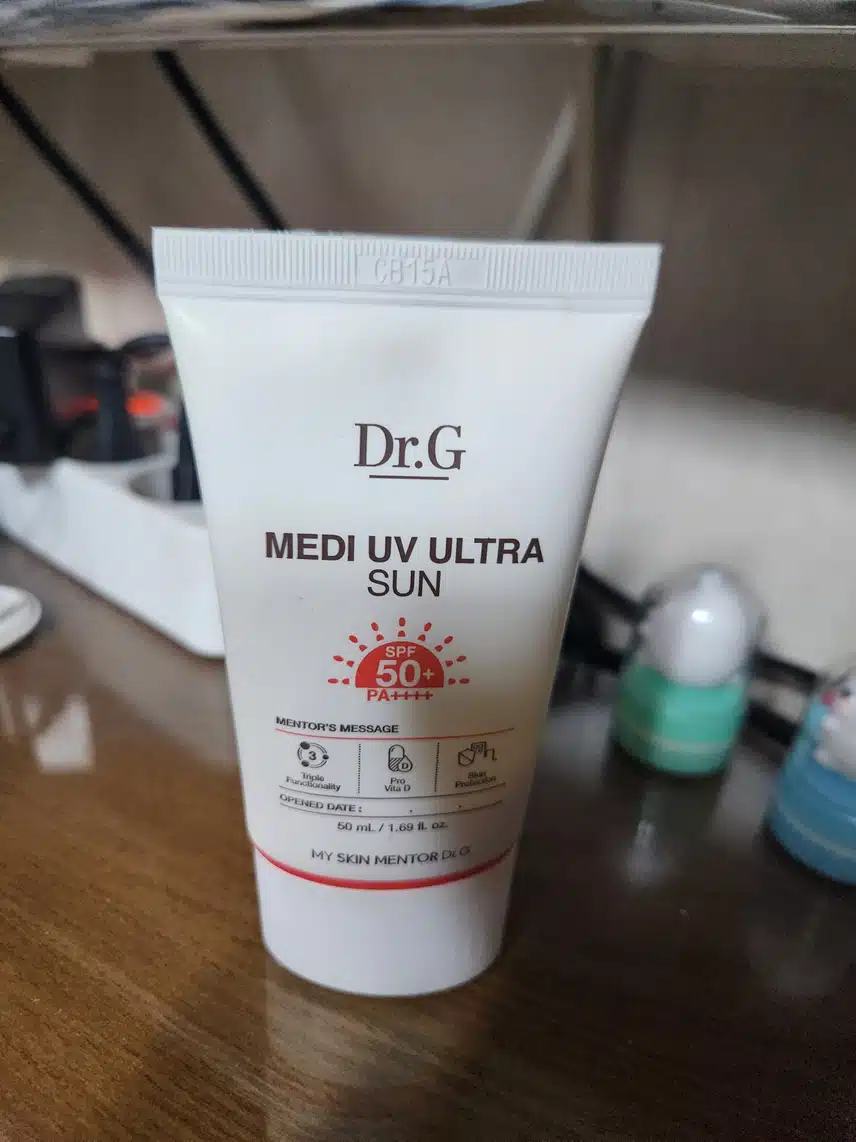 CB15A
Dr.G
MEDI UV ULTRA
SUN
SPF
50+
PA++++
MENTOR'S MESSAGE
3
Triple
Functionality
D
Pro
Vita D
Skin
Protection
OPENED DATE : . .
50 mL / 1.69 fl. oz.
MY SKIN MENTOR Dr.G